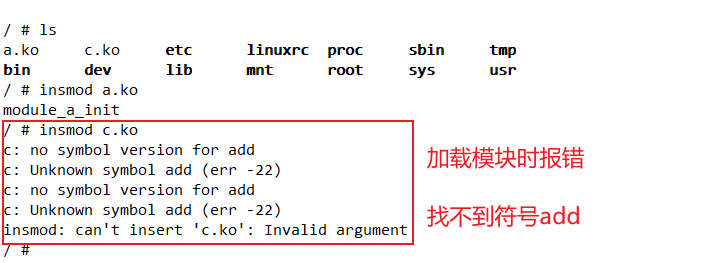 / # ls
a.ko c.ko etc linuxrc proc sbin tmp
bin dev lib mnt root sys usr
/ # insmod a.ko
module_a_init
/ # insmod c.ko
c: no symbol version for add
c: Unknown symbol add (err -22)
c: no symbol version for add
c: Unknown symbol add (err -22)
insmod: can't insert 'c.ko': Invalid argument
/ #
加载模块时报错
找不到符号add